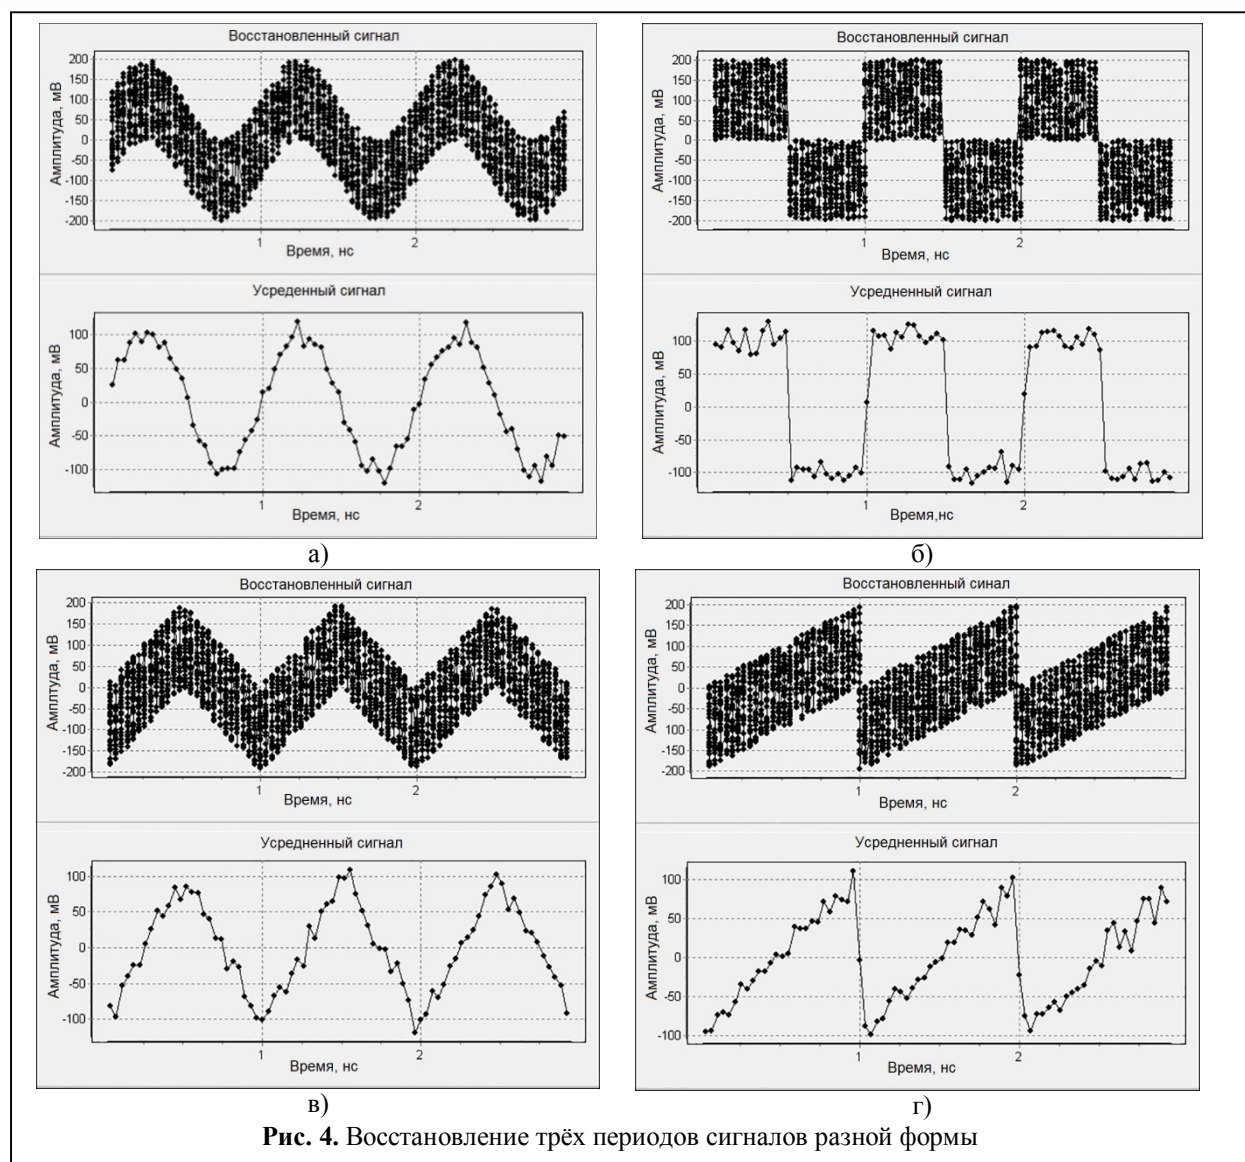 Восстановленный сигнал
Амплитуда, мВ
200
150
100
50
0
-50
-100
-150
-200
1
2
Время, нс
Усреденный сигнал
Амплитуда, мВ
100
50
0
-50
-100
1
2
Время, нс
а)
Восстановленный сигнал
Амплитуда, мВ
200
150
100
50
0
-50
-100
-150
-200
1
2
Время, нс
Усредненный сигнал
Амплитуда, мВ
100
50
0
-50
-100
1
2
Время,нс
б)
Восстановленный сигнал
Амлптуда, мВ
200
150
100
50
0
-50
-100
-150
-200
1
2
Время, нс
Усредненный сигнал
Амплитуда, мВ
100
50
0
-50
-100
1
2
Время, нс
в)
Восстановленный синал
Амплитуда, мВ
200
150
100
50
0
-50
-100
-150
-200
1
2
Время, нс
Усредненный сигнал
Амплитуда, мВ
100
50
0
-50
-100
1
2
Время, нс
г)
Рис. 4. Восстановление трёх периодов сигналов разной формы